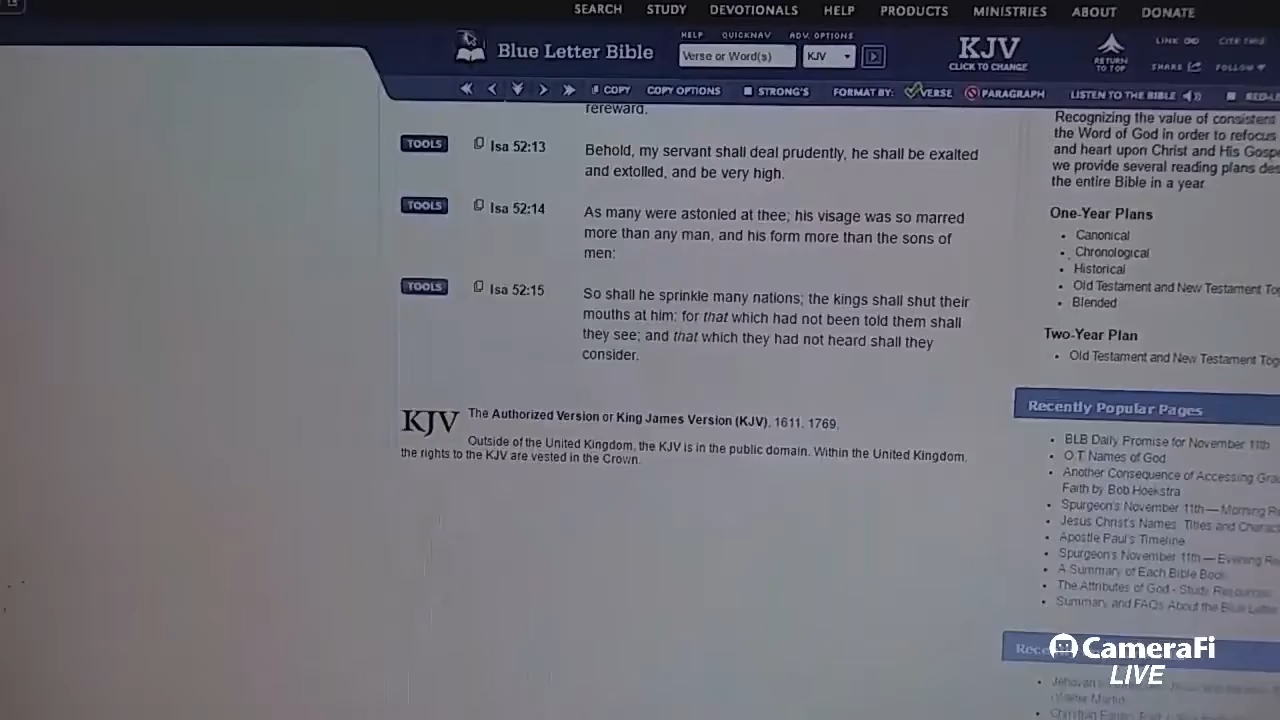 SEARCH STUDY DEVOTIONALS HELP PRODUCTS MINISTRIES ABOUT DONATE
HELP QUICKNAV ADV. OPTIONS
Blue Letter Bible
Verse or Word(s) KJV
KJV
CLICK TO CHANGE
RETURN
TO TOP
LINK
CITE THIS
SHARE
FOLLOW
COPY COPY OPTIONS STRONG'S FORMAT BY: VERSE PARAGRAPH LISTEN TO THE BIBLE
rereward.
TOOLS Isa 52:13 Behold, my servant shall deal prudently, he shall be exalted
and extolled, and be very high.
TOOLS Isa 52:14 As many were astonied at thee; his visage was so marred
more than any man, and his form more than the sons of
men:
TOOLS Isa 52:15 So shall he sprinkle many nations; the kings shall shut their
mouths at him: for that which had not been told them shall
they see; and that which they had not heard shall they
consider.
KJV The Authorized Version or King James Version (KJV), 1611, 1769.
Outside of the United Kingdom, the KJV is in the public domain. Within the United Kingdom,
the rights to the KJV are vested in the Crown.
Recognizing the value of consistent
the Word of God in order to refocus
and heart upon Christ and His Gosp
we provide several reading plans des
the entire Bible in a year.
One-Year Plans
Canonical
Chronological
Historical
Old Testament and New Testament Tog
Blended
Two-Year Plan
Old Testament and New Testament Tog
Recently Popular Pages
BLB Daily Promise for November 11th
O.T. Names of God
Another Consequence of Accessing Gra
Faith by Bob Hoekstra
Spurgeon's November 11th—Morning Re
Jesus Christ's Names, Titles and Charac
Apostle Paul's Timeline
Spurgeon's November 11th — Evening Re
A Summary of Each Bible Book
The Attributes of God - Study Resources
Summary and FAQs About the Blue Letter
CameraFi
LIVE